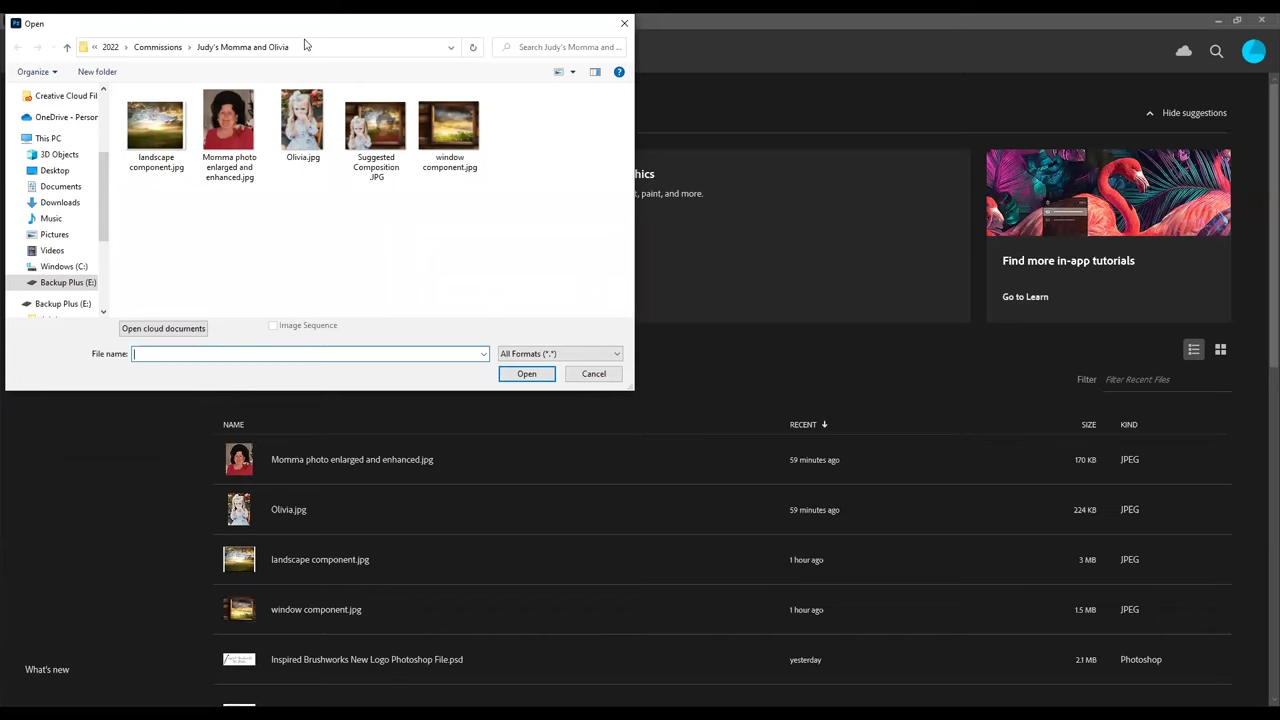 Ps Open
« 2022 › Commissions › Judy's Momma and Olivia
Search Judy's Momma and ...
Organize
New folder
Creative Cloud Fil
OneDrive - Person
This PC
3D Objects
Desktop
Documents
Downloads
Music
Pictures
Videos
Windows (C:)
Backup Plus (E:)
Backup Plus (E:)
landscape
component.jpg
Momma photo
enlarged and
enhanced.jpg
Olivia.jpg
Suggested
Composition
JPG
window
component.jpg
Open cloud documents
Image Sequence
File name:
All Formats (*.*)
Open
Cancel
Hide suggestions
hics
t, paint, and more.
Find more in-app tutorials
Go to Learn
Filter Filter Recent Files
NAME RECENT SIZE KIND
Momma photo enlarged and enhanced.jpg 59 minutes ago 170 KB JPEG
Olivia.jpg 59 minutes ago 224 KB JPEG
landscape component.jpg 1 hour ago 3 MB JPEG
window component.jpg 1 hour ago 1.5 MB JPEG
Inspired Brushworks New Logo Photoshop File.psd yesterday 2.1 MB Photoshop
What's new